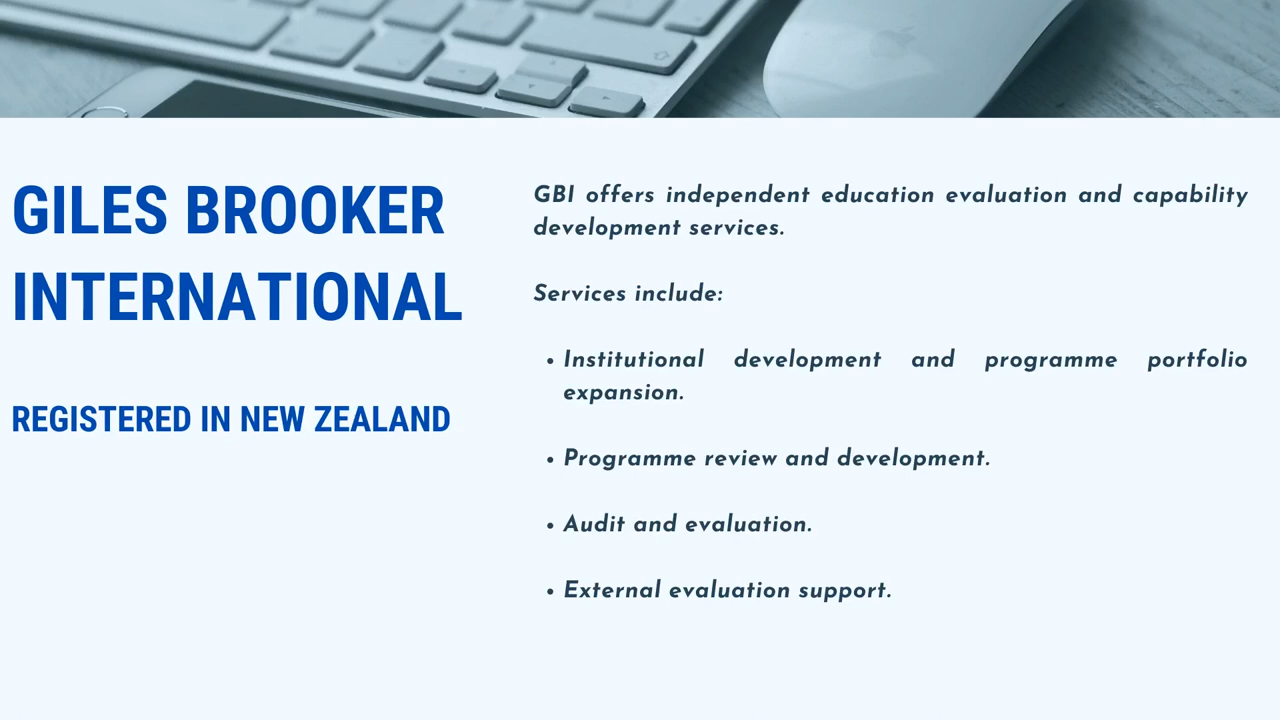 GILES BROOKER
INTERNATIONAL
REGISTERED IN NEW ZEALAND
GBI offers independent education evaluation and capability
development services.
Services include:
• Institutional development and programme portfolio
expansion.
• Programme review and development.
• Audit and evaluation.
• External evaluation support.